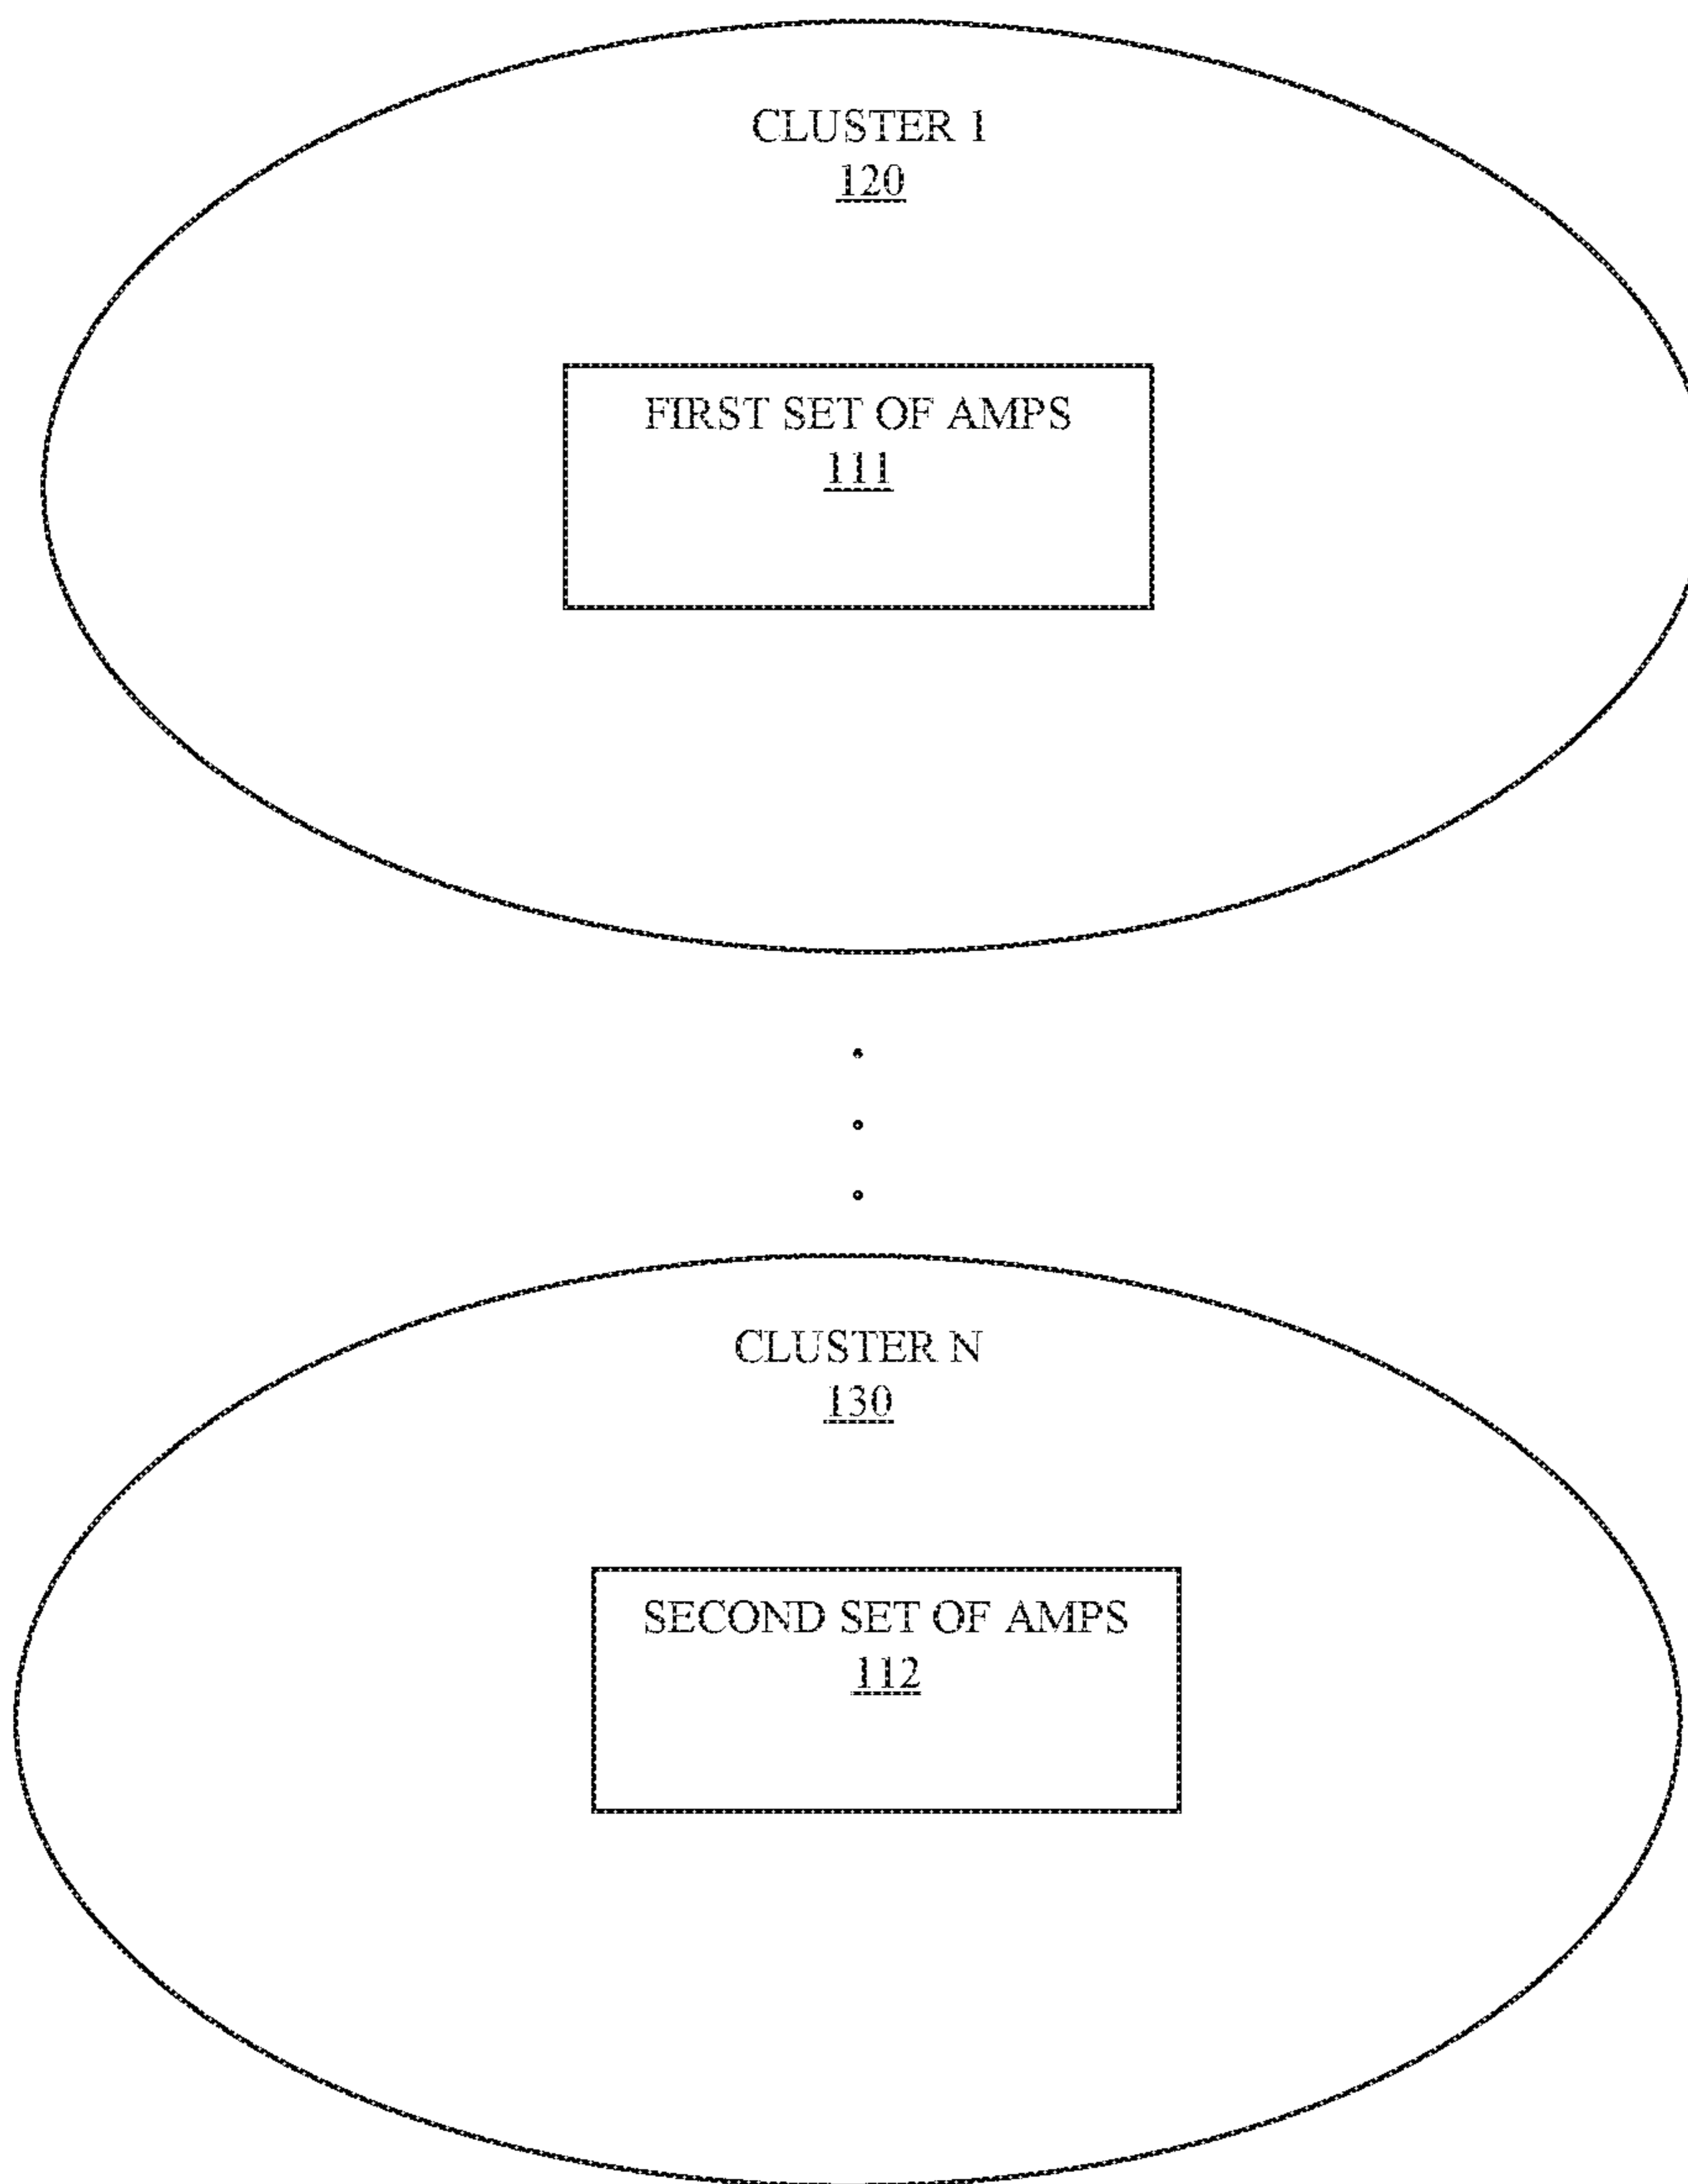 CLUSTER 1
120
FIRST SET OF AMPS
111
CLUSTER N
130
SECOND SET OF AMPS
112